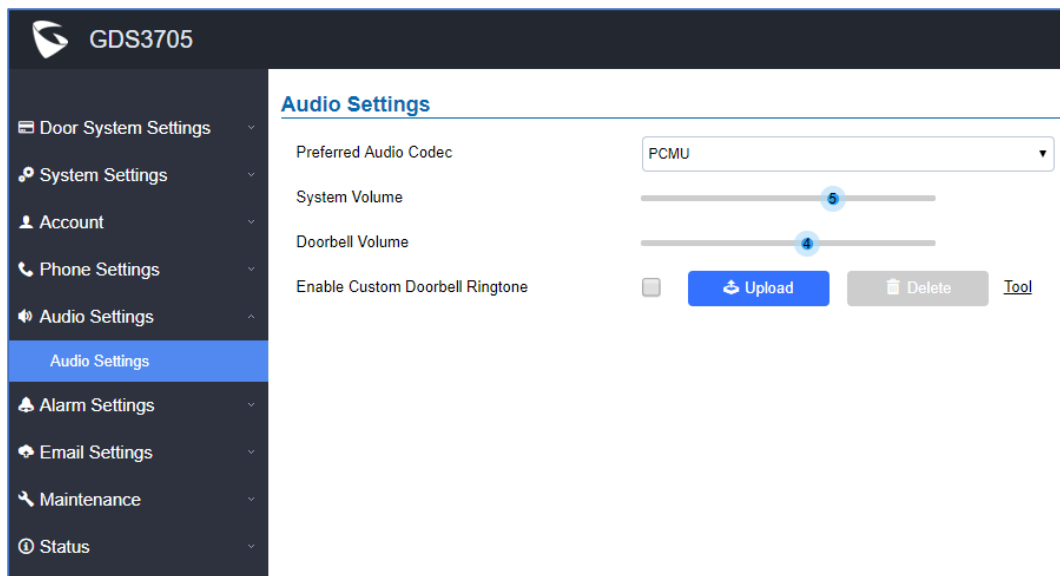 GDS3705
Door System Settings
System Settings
Account
Phone Settings
Audio Settings
Audio Settings
Alarm Settings
Email Settings
Maintenance
Status
Audio Settings
Preferred Audio Codec PCMU
System Volume 5
Doorbell Volume 4
Enable Custom Doorbell Ringtone Upload Delete Tool